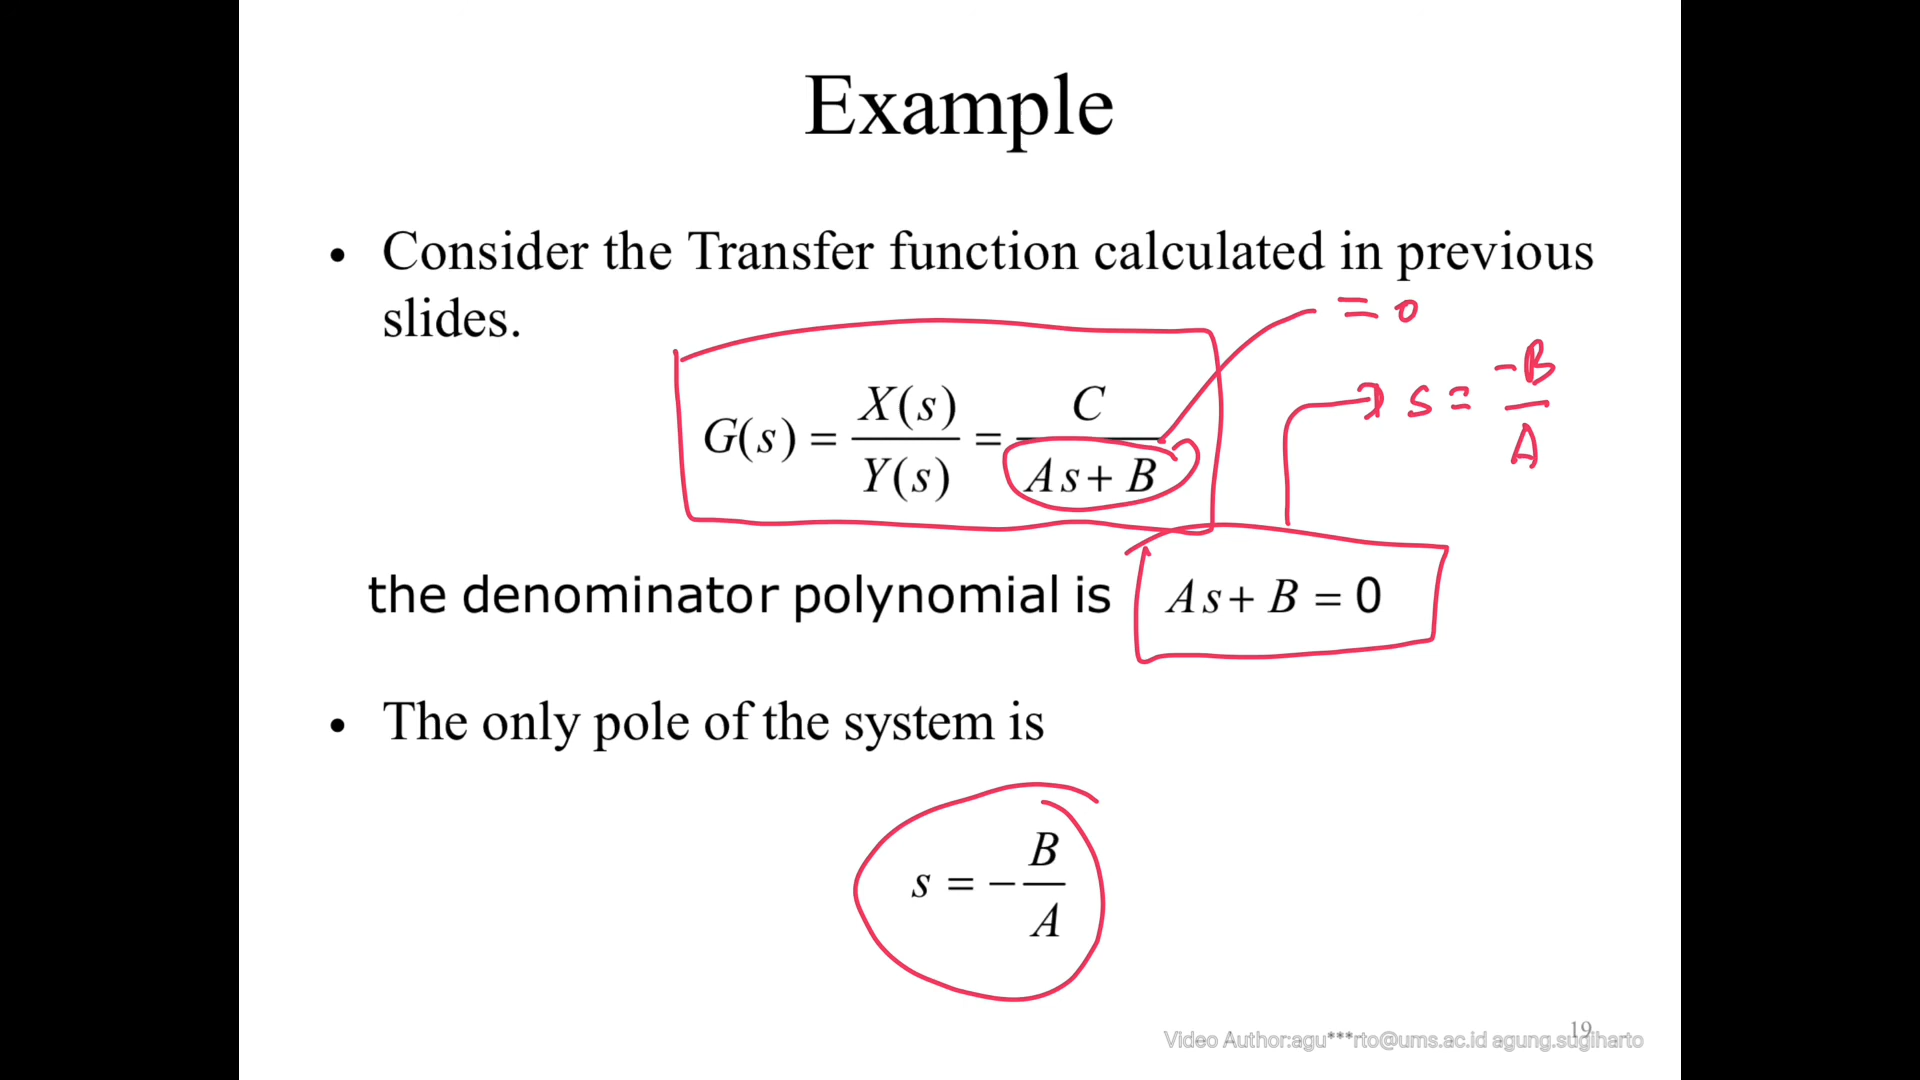 Example
• Consider the Transfer function calculated in previous
slides.
= 0
G(s) = X(s) / Y(s) = C / As + B
s = -B / A
the denominator polynomial is As + B = 0
• The only pole of the system is
s = - B / A
19
Video Author:agu***rto@ums.ac.id agung.sugiharto